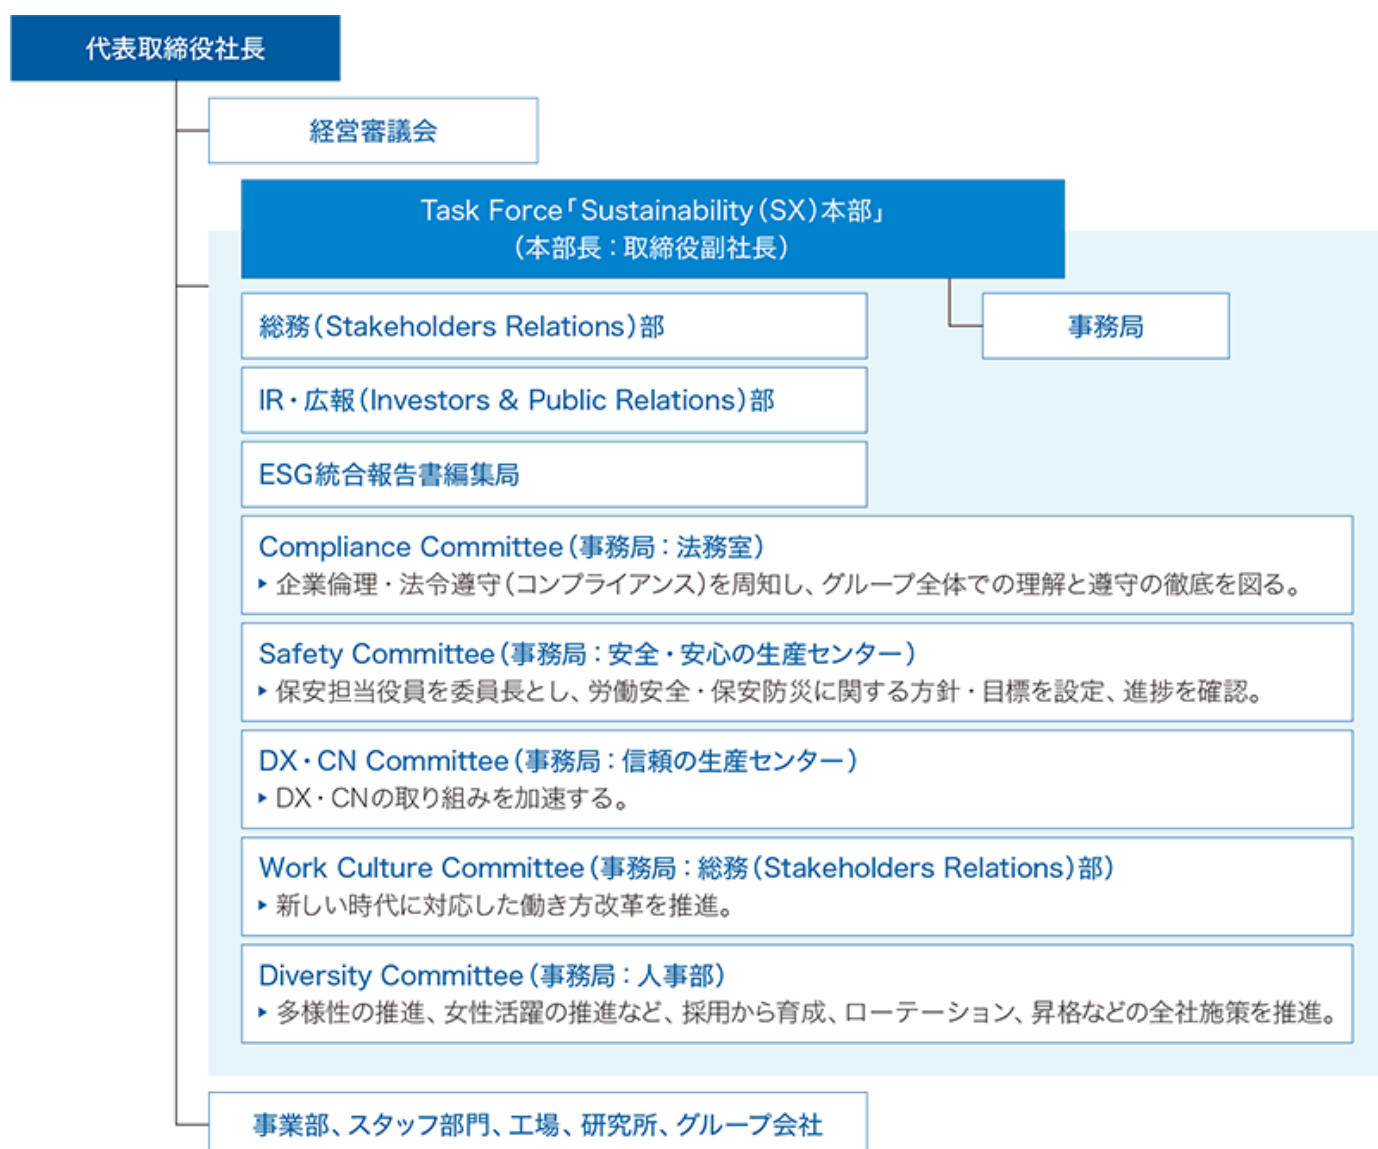 代表取締役社長
経営審議会
Task Force「Sustainability（SX）本部」
（本部長：取締役副社長）
総務（Stakeholders Relations）部
事務局
IR・広報（Investors & Public Relations）部
ESG統合報告書編集局
Compliance Committee（事務局：法務室）
▶企業倫理・法令遵守（コンプライアンス）を周知し、グループ全体での理解と遵守の徹底を図る。
Safety Committee（事務局：安全・安心の生産センター）
▶保安担当役員を委員長とし、労働安全・保安防災に関する方針・目標を設定、進捗を確認。
DX・CN Committee（事務局：信頼の生産センター）
▶DX・CNの取り組みを加速する。
Work Culture Committee（事務局：総務（Stakeholders Relations）部）
▶新しい時代に対応した働き方改革を推進。
Diversity Committee（事務局：人事部）
▶多様性の推進、女性活躍の推進など、採用から育成、ローテーション、昇格などの全社施策を推進。
事業部、スタッフ部門、工場、研究所、グループ会社